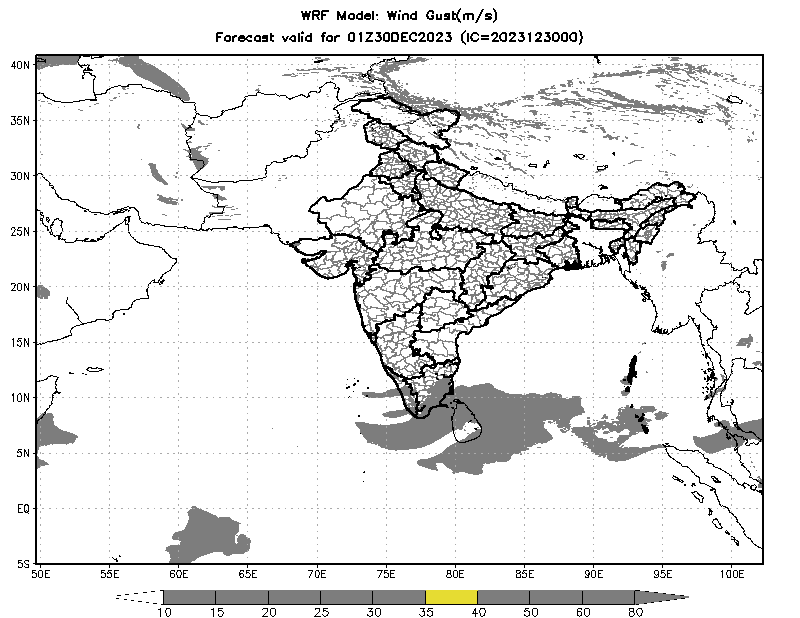 WRF Model: Wind Gust(m/s)
Forecast valid for 01Z30DEC2023 (IC=2023123000)
40N
35N
30N
25N
20N
15N
10N
5N
EQ
5S
50E 55E 60E 65E 70E 75E 80E 85E 90E 95E 100E
10 15 20 25 30 35 40 50 60 80